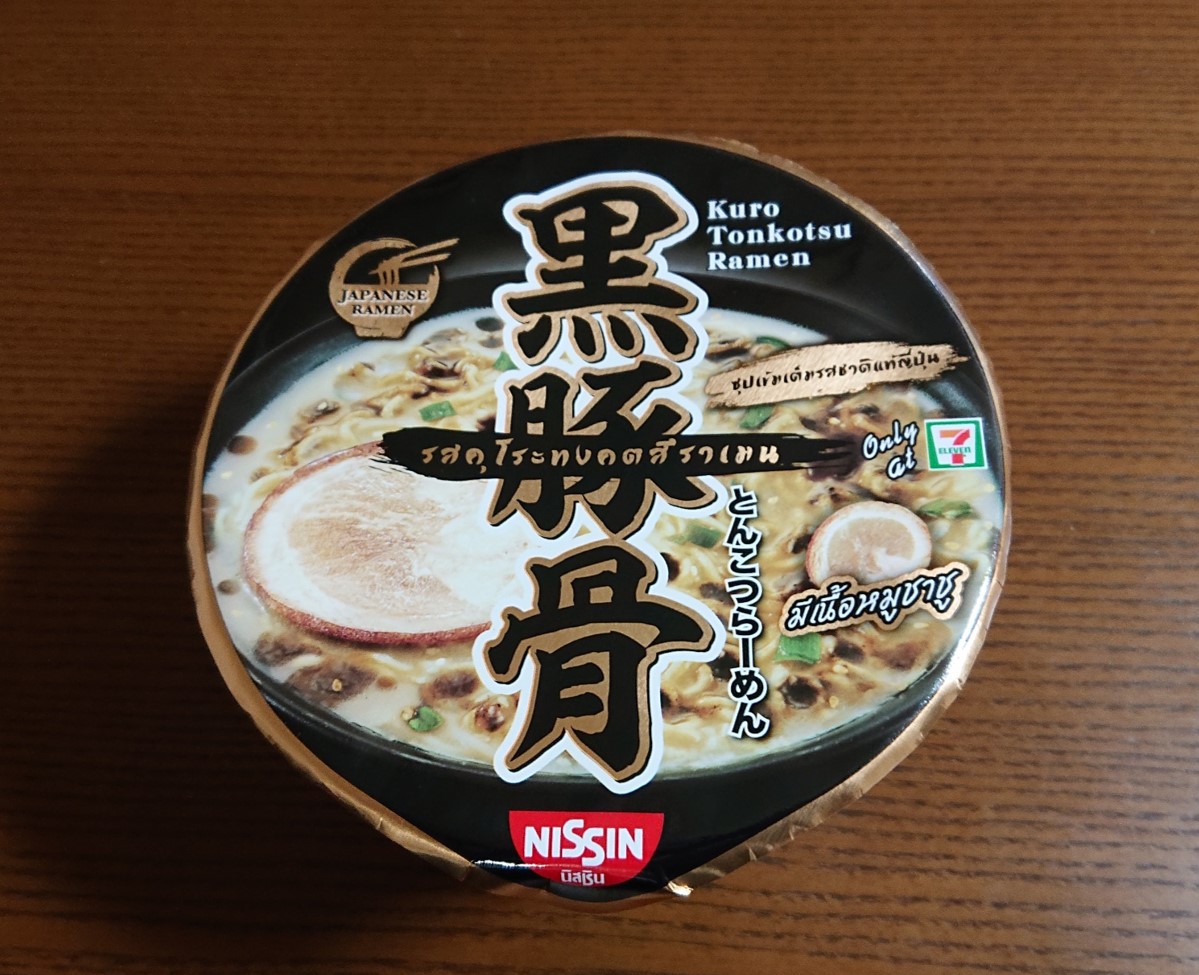 Kuro
Tonkotsu
Ramen
JAPANESE
RAMEN
黒豚骨
ซุปเข้มเต็มรสชาติแท้ญี่ปุ่น
รสคุโระทงคตสึราเมน
Only
At
7
ELEVEN
とんこつらーめん
มีเนื้อหมูชาชู
NISSIN
นิสชิน